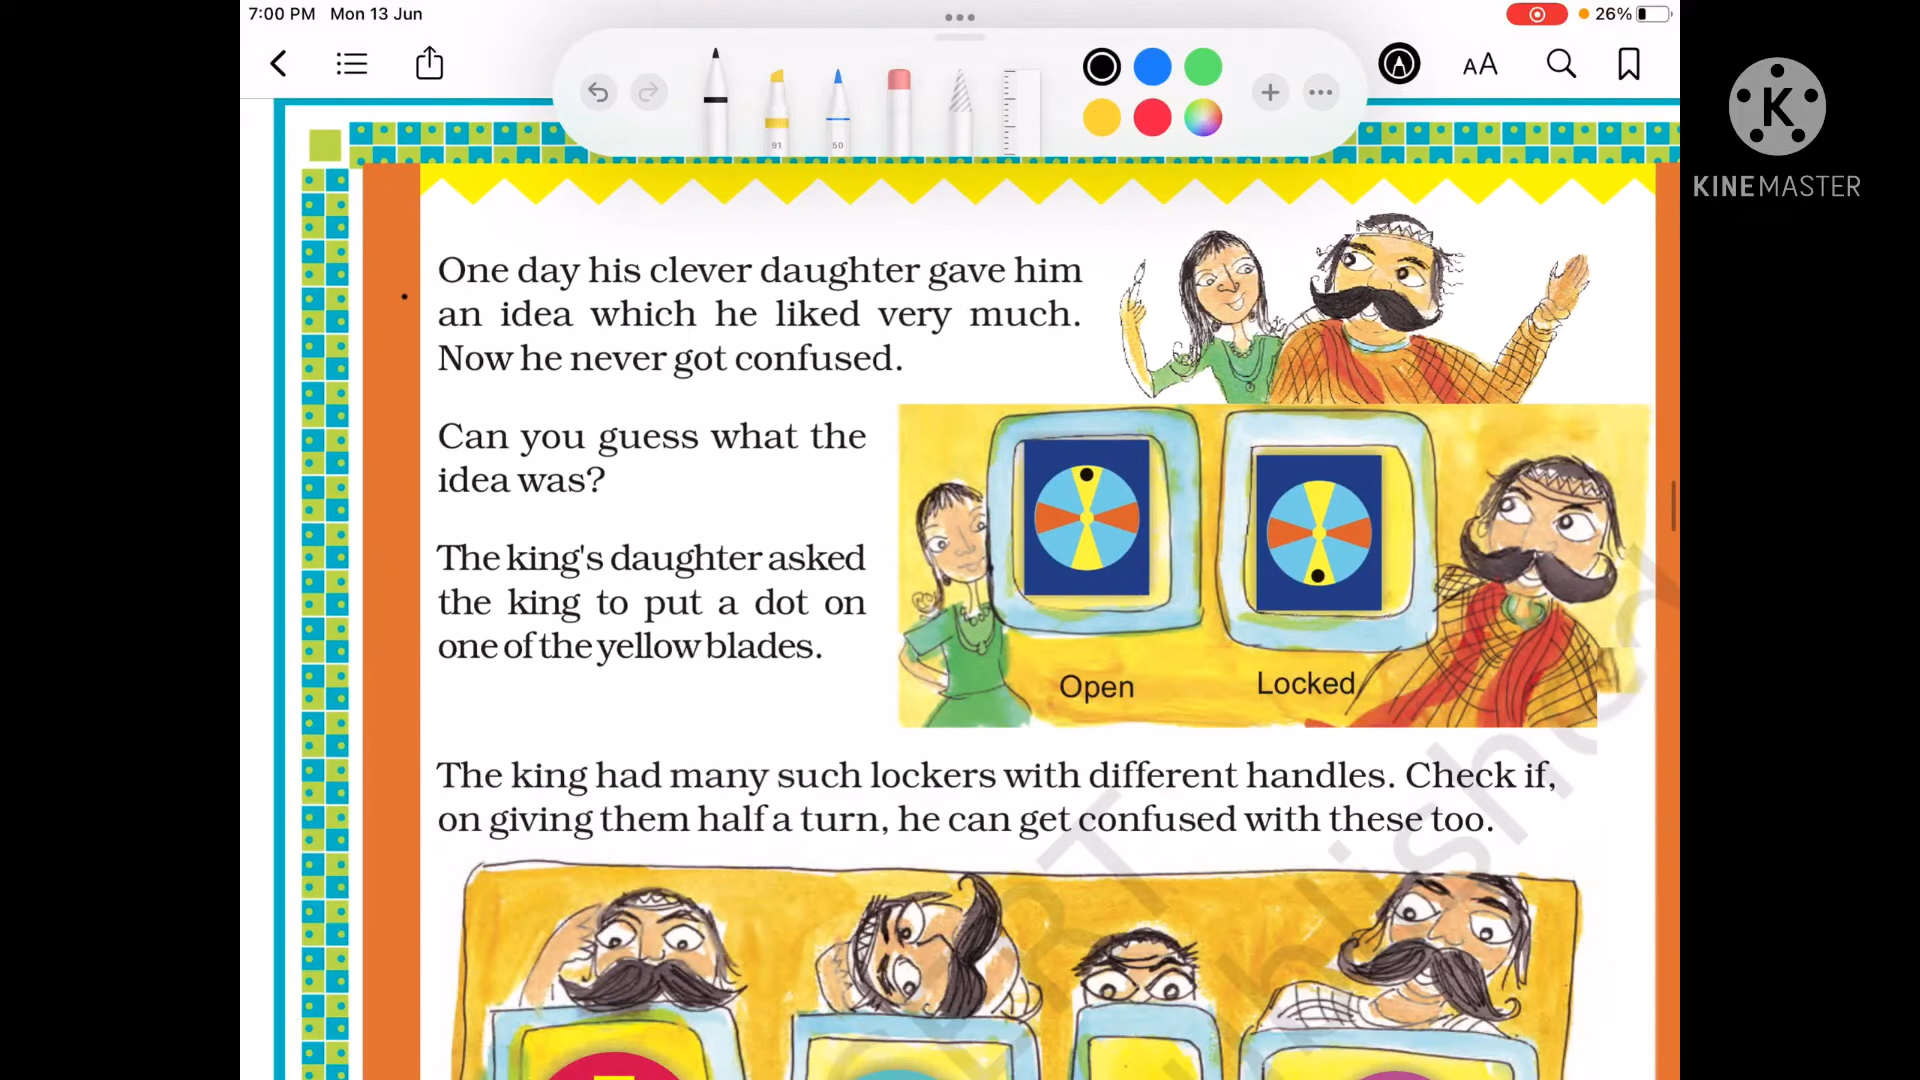 7:00 PM Mon 13 Jun
26%
91
50
AA
K
KINEMASTER
One day his clever daughter gave him
an idea which he liked very much.
Now he never got confused.
Can you guess what the
idea was?
The king's daughter asked
the king to put a dot on
one of the yellow blades.
Open
Locked
The king had many such lockers with different handles. Check if,
on giving them half a turn, he can get confused with these too.